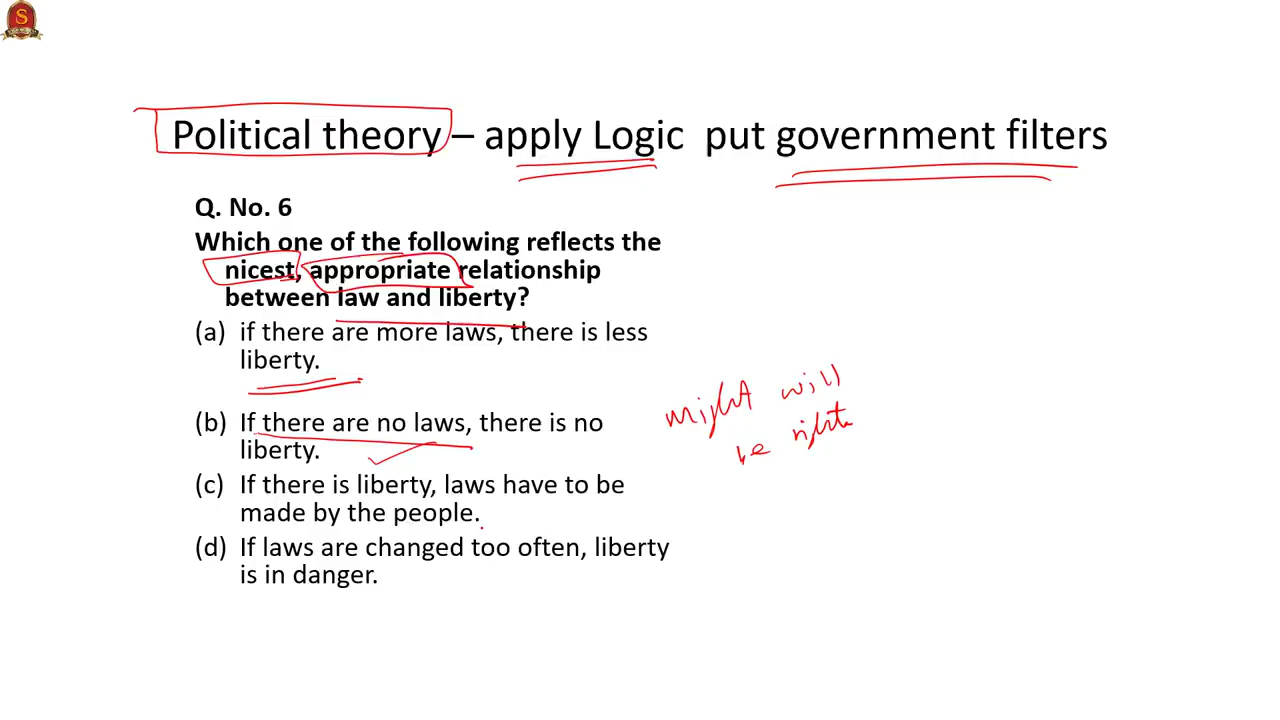 S
Political theory – apply Logic put government filters
Q. No. 6
Which one of the following reflects the
nicest, appropriate relationship
between law and liberty?
(a) if there are more laws, there is less
liberty.
(b) If there are no laws, there is no
liberty.
(c) If there is liberty, laws have to be
made by the people.
(d) If laws are changed too often, liberty
is in danger.
might will
be right